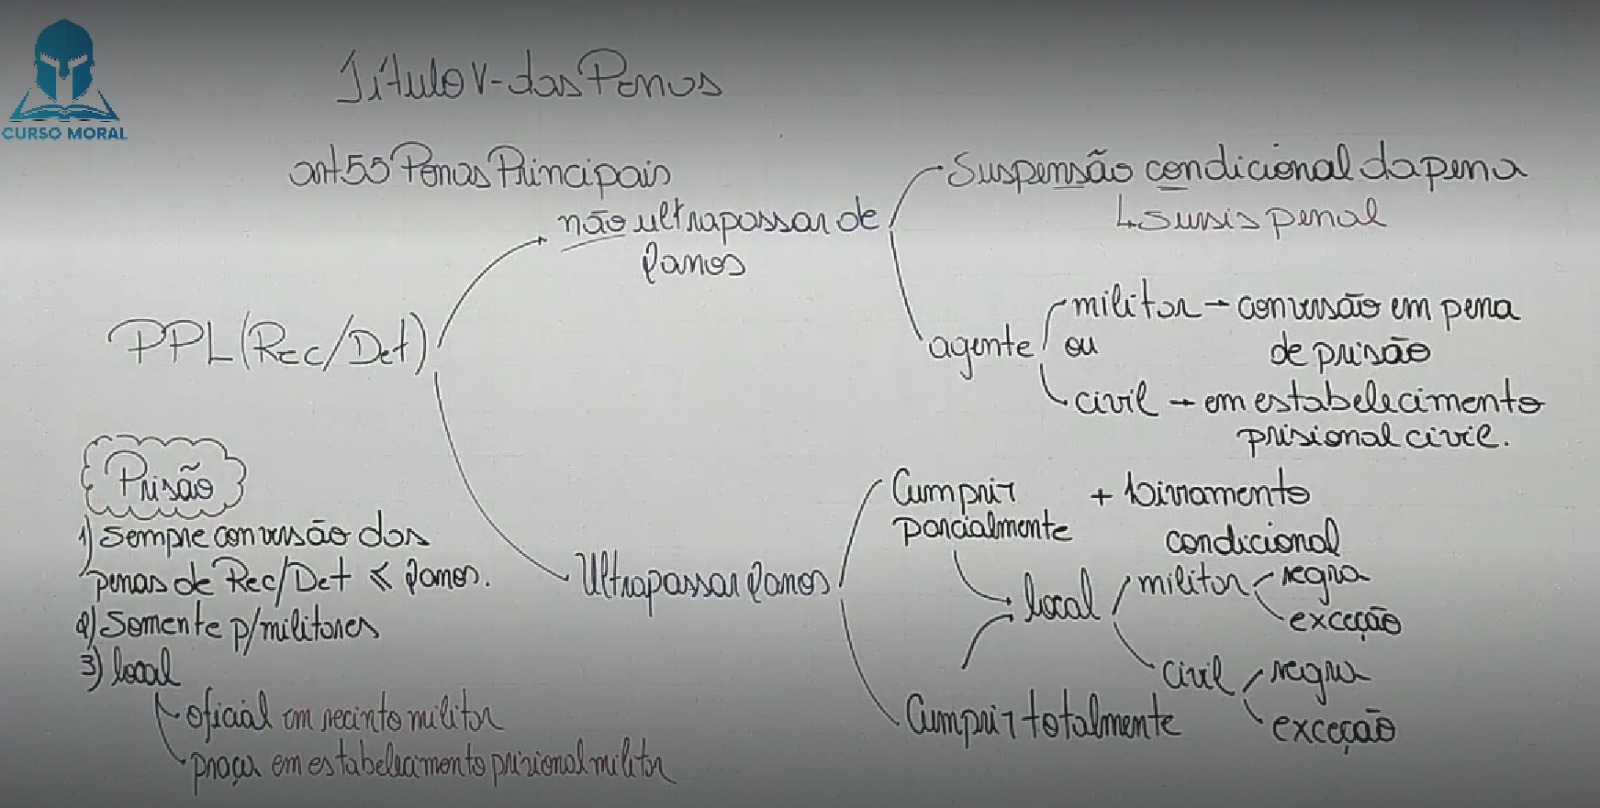 CURSO MORAL
Título V - das Penas
art 55 Penas Principais
não ultrapassar de
2 anos
Suspensão condicional da pena
↳ Sursis penal
PPL (Rec/Det)
agente
militar → conversão em pena
de prisão
ou
civil → em estabelecimento
prisional civil.
Prisão
1) Sempre conversão das
penas de Rec/Det ≤ 2 anos.
2) Somente p/ militares
3) local
oficial em recinto militar
praça em estabelecimento prisional militar
Ultrapassar 2 anos
Cumprir
parcialmente
+ Livramento
condicional
local
militar
regra
exceção
civil
regra
exceção
Cumprir totalmente